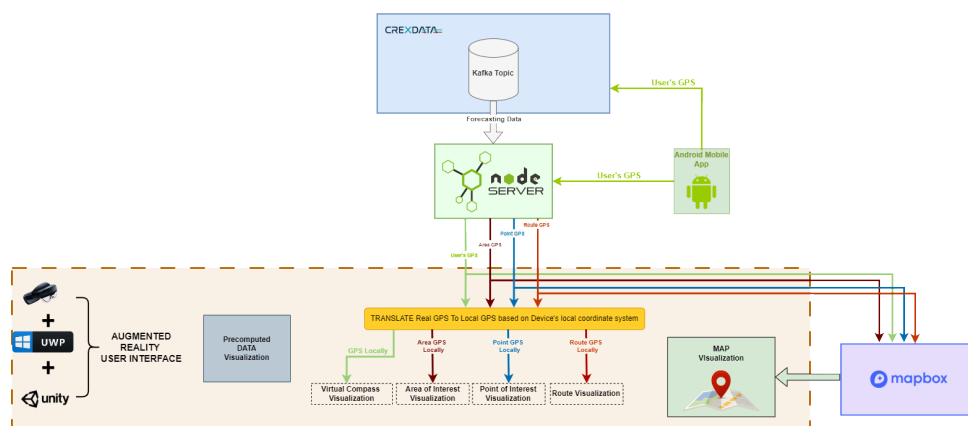 CREXDATA
Kafka Topic
User's GPS
Forecasting Data
Android Mobile
App
node
SERVER
User's GPS
Route GPS
Point GPS
Area GPS
User's GPS
TRANSLATE Real GPS To Local GPS based on Device's local coordinate system
+
UWP
+
unity
AUGMENTED
REALITY
USER INTERFACE
Precomputed
DATA
Visualization
GPS Locally
Area GPS
Locally
Point GPS
Locally
Route GPS
Locally
Virtual Compass
Visualization
Area of Interest
Visualization
Point of Interest
Visualization
Route Visualization
MAP
Visualization
mapbox